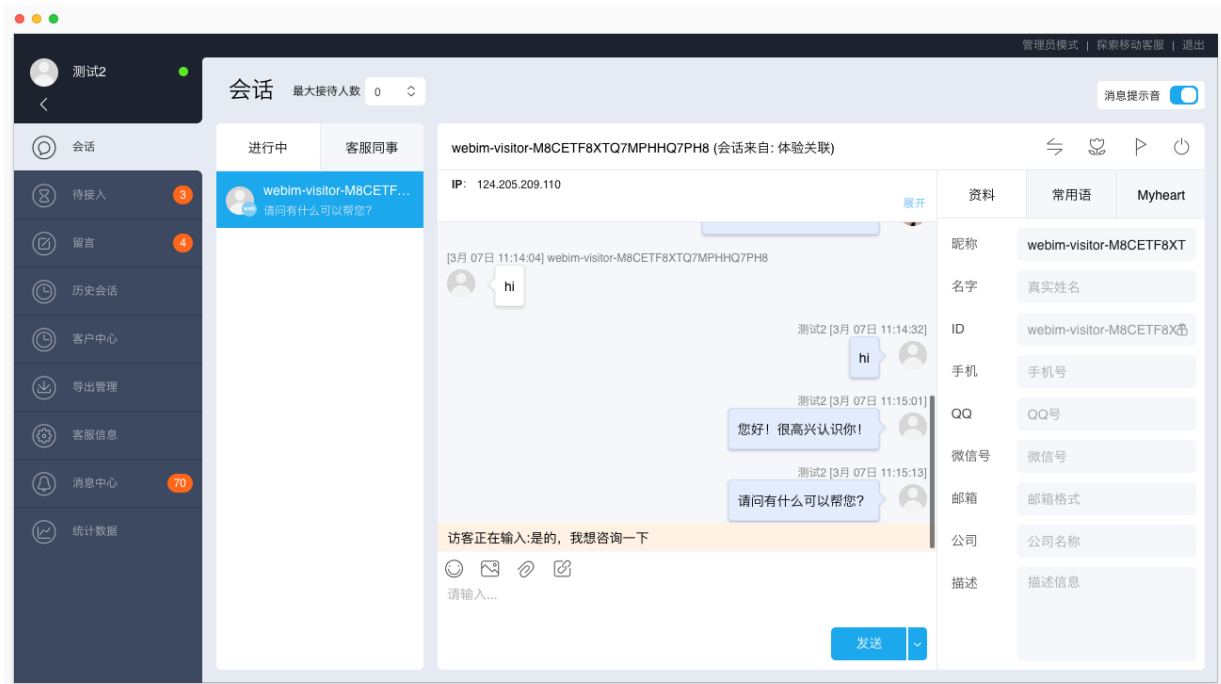 管理员模式 | 探索移动客服 | 退出
测试2
会话
待接入 3
留言 4
历史会话
客户中心
导出管理
客服信息
消息中心 70
统计数据
会话 最大接待人数 0
消息提示音
进行中 客服同事
webim-visitor-M8CETF...
请问有什么可以帮您?
webim-visitor-M8CETF8XTQ7MPHHQ7PH8 (会话来自: 体验关联)
IP: 124.205.209.110
展开
[3月 07日 11:14:04] webim-visitor-M8CETF8XTQ7MPHHQ7PH8
hi
测试2 [3月 07日 11:14:32]
hi
测试2 [3月 07日 11:15:01]
您好！很高兴认识你！
测试2 [3月 07日 11:15:13]
请问有什么可以帮您?
访客正在输入:是的，我想咨询一下
请输入...
发送
资料 常用语 Myheart
昵称 webim-visitor-M8CETF8XT
名字 真实姓名
ID webim-visitor-M8CETF8X
手机 手机号
QQ QQ号
微信号 微信号
邮箱 邮箱格式
公司 公司名称
描述 描述信息